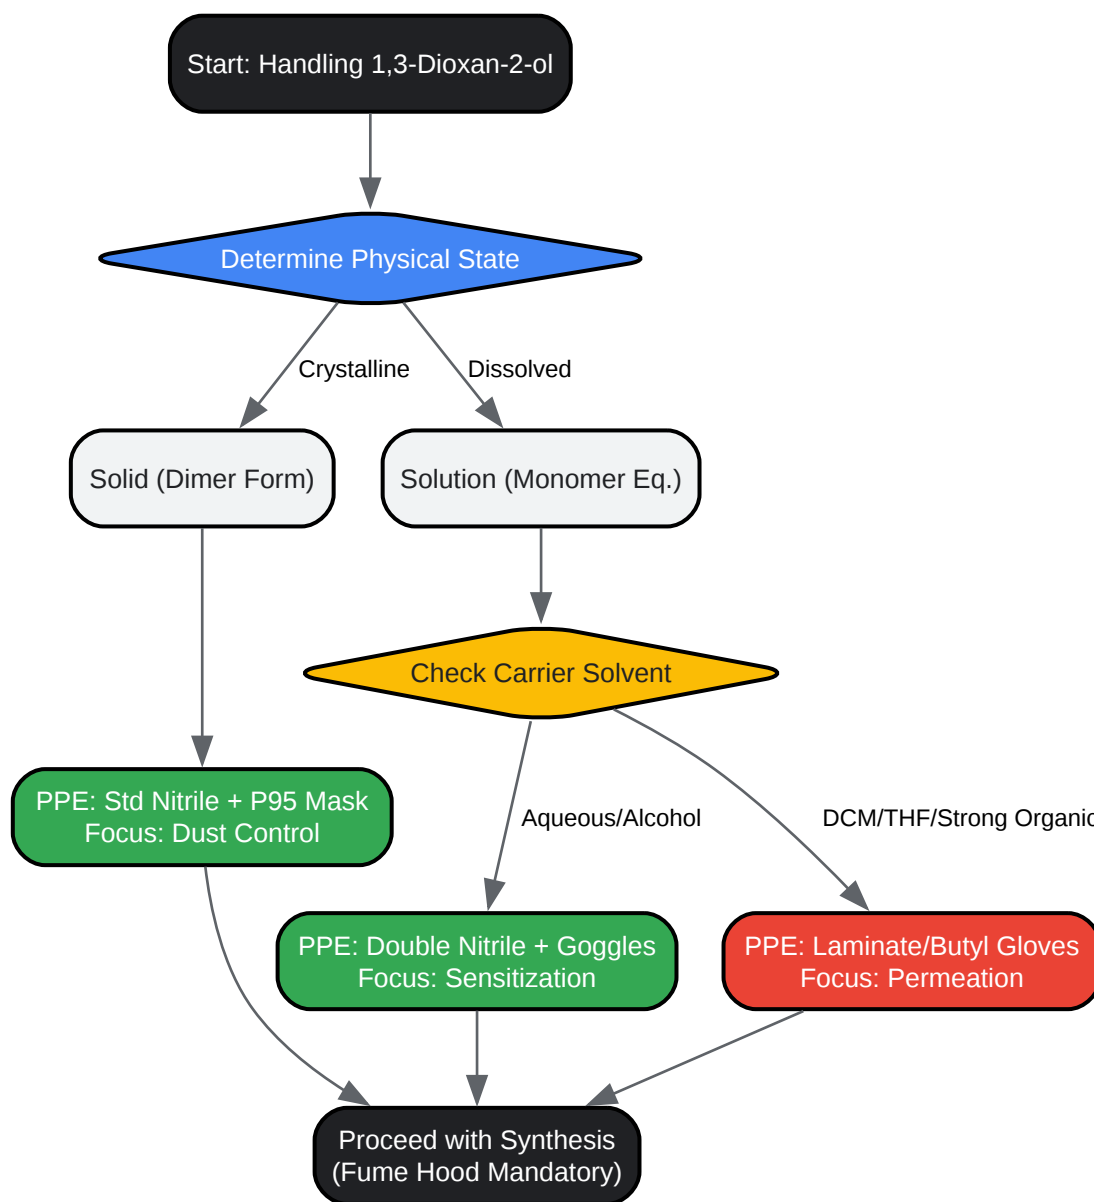 Start: Handling 1,3-Dioxan-2-ol
Determine Physical State
Crystalline
Dissolved
Solid (Dimer Form)
Solution (Monomer Eq.)
Check Carrier Solvent
PPE: Std Nitrile + P95 Mask
Focus: Dust Control
Aqueous/Alcohol
DCM/THF/Strong Organic
PPE: Double Nitrile + Goggles
Focus: Sensitization
PPE: Laminate/Butyl Gloves
Focus: Permeation
Proceed with Synthesis
(Fume Hood Mandatory)